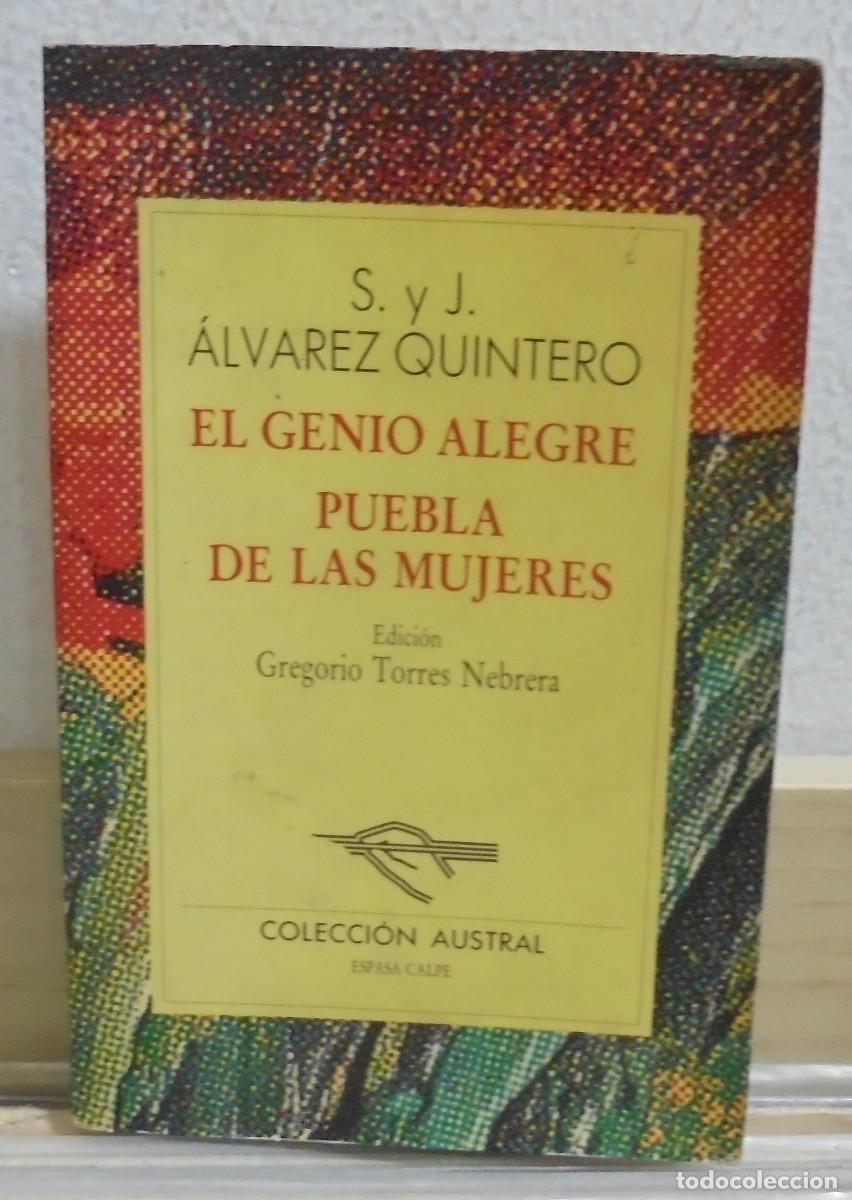 S. y J.
ÁLVAREZ QUINTERO
EL GENIO ALEGRE
PUEBLA
DE LAS MUJERES
Edición
Gregorio Torres Nebrera
COLECCIÓN AUSTRAL
ESPASA CALPE
todocoleccion